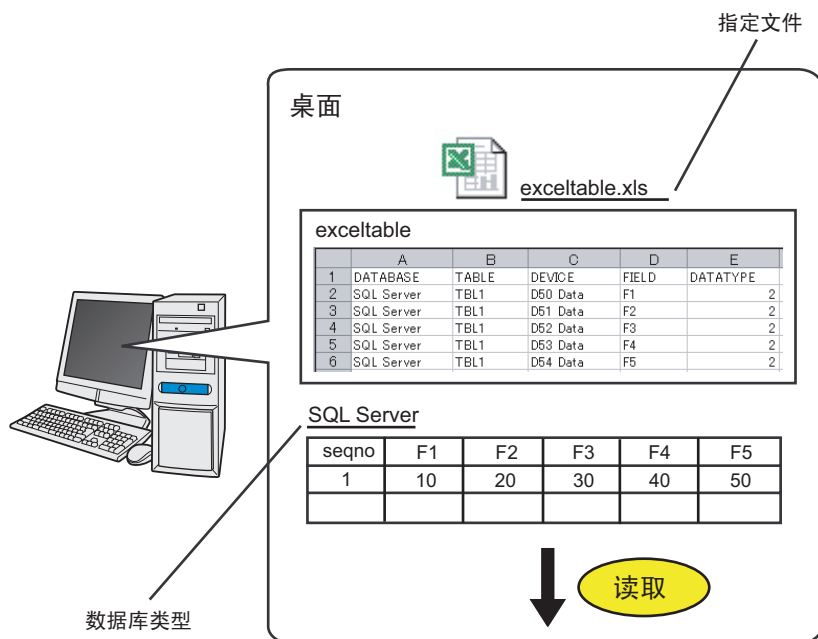 指定文件
桌面
exceltable.xls
exceltable
A B C D E
1 DATABASE TABLE DEVICE FIELD DATATYPE
2 SQL Server TBL1 D50 Data F1 2
3 SQL Server TBL1 D51 Data F2 2
4 SQL Server TBL1 D52 Data F3 2
5 SQL Server TBL1 D53 Data F4 2
6 SQL Server TBL1 D54 Data F5 2
SQL Server
seqno F1 F2 F3 F4 F5
1 10 20 30 40 50
读取
数据库类型